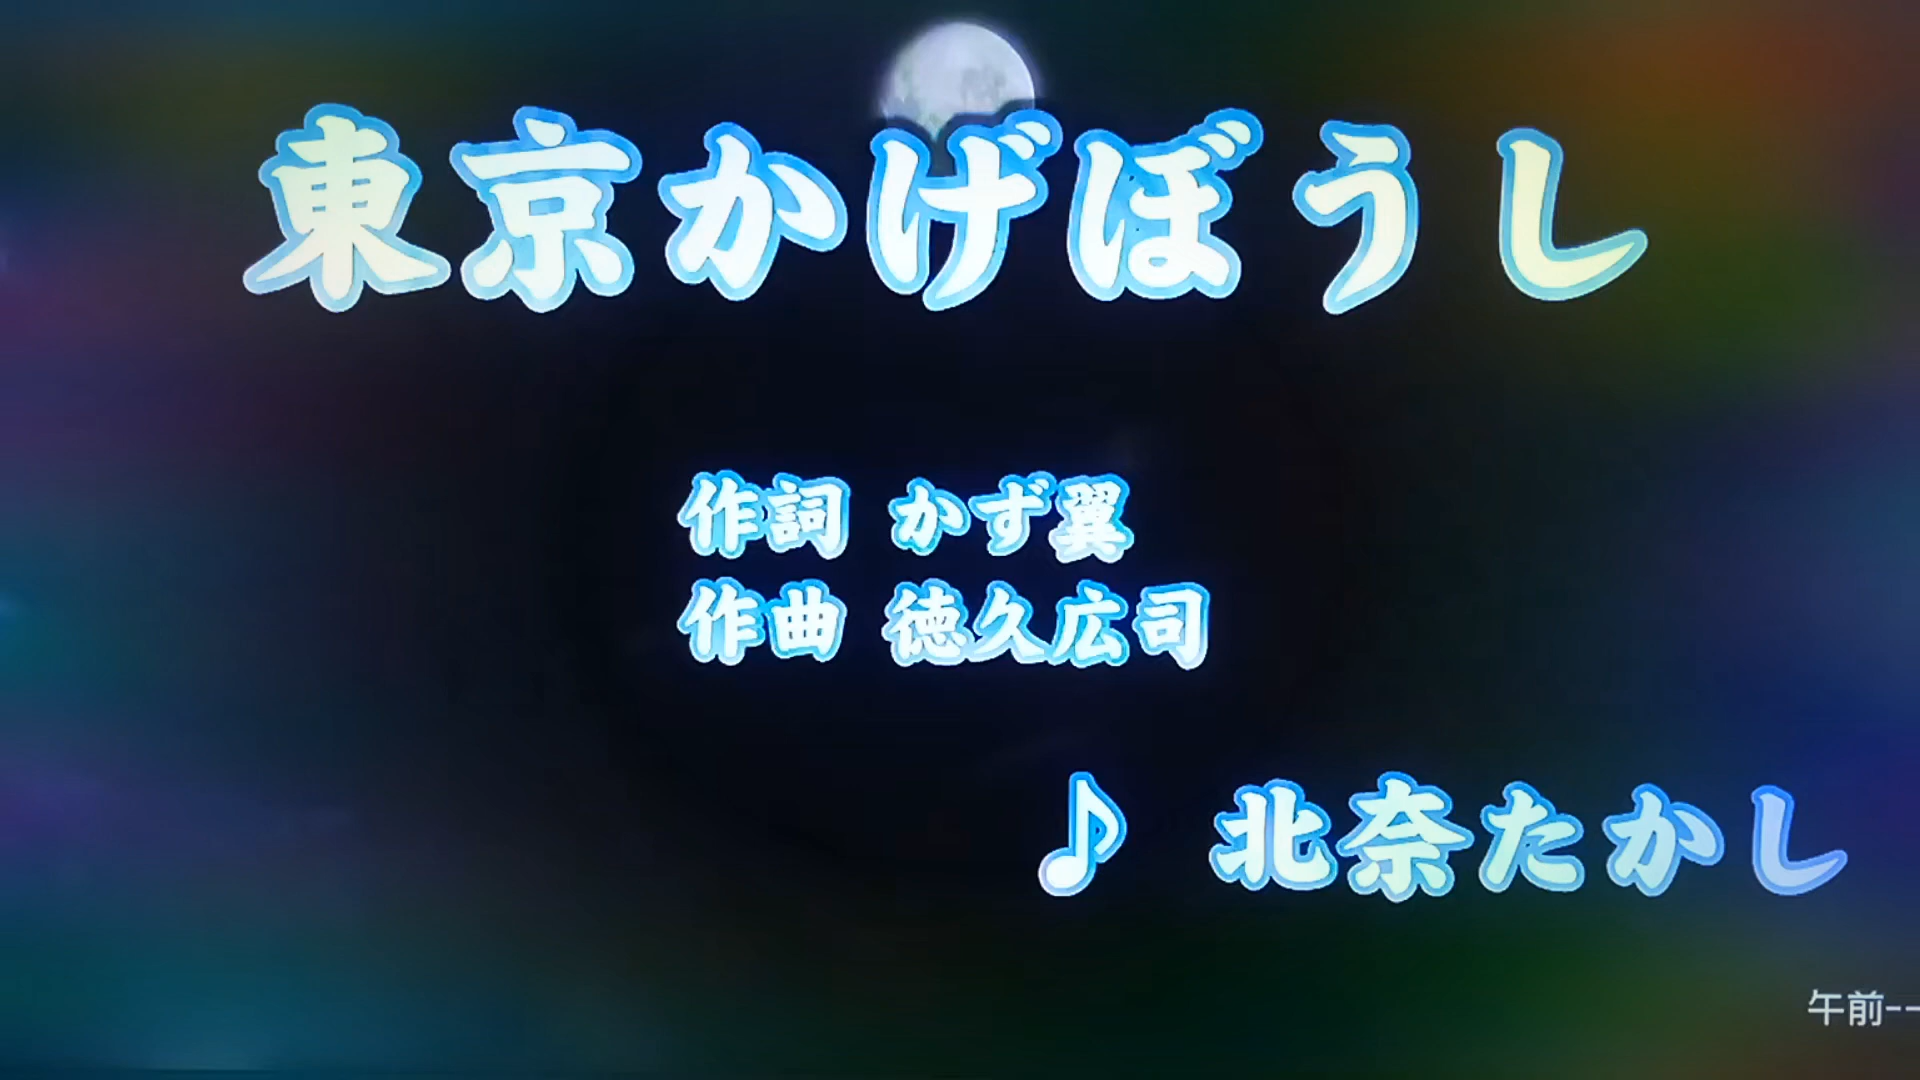 東京かげぼうし
作詞 かず翼
作曲 徳久広司
♪ 北奈たかし
午前--